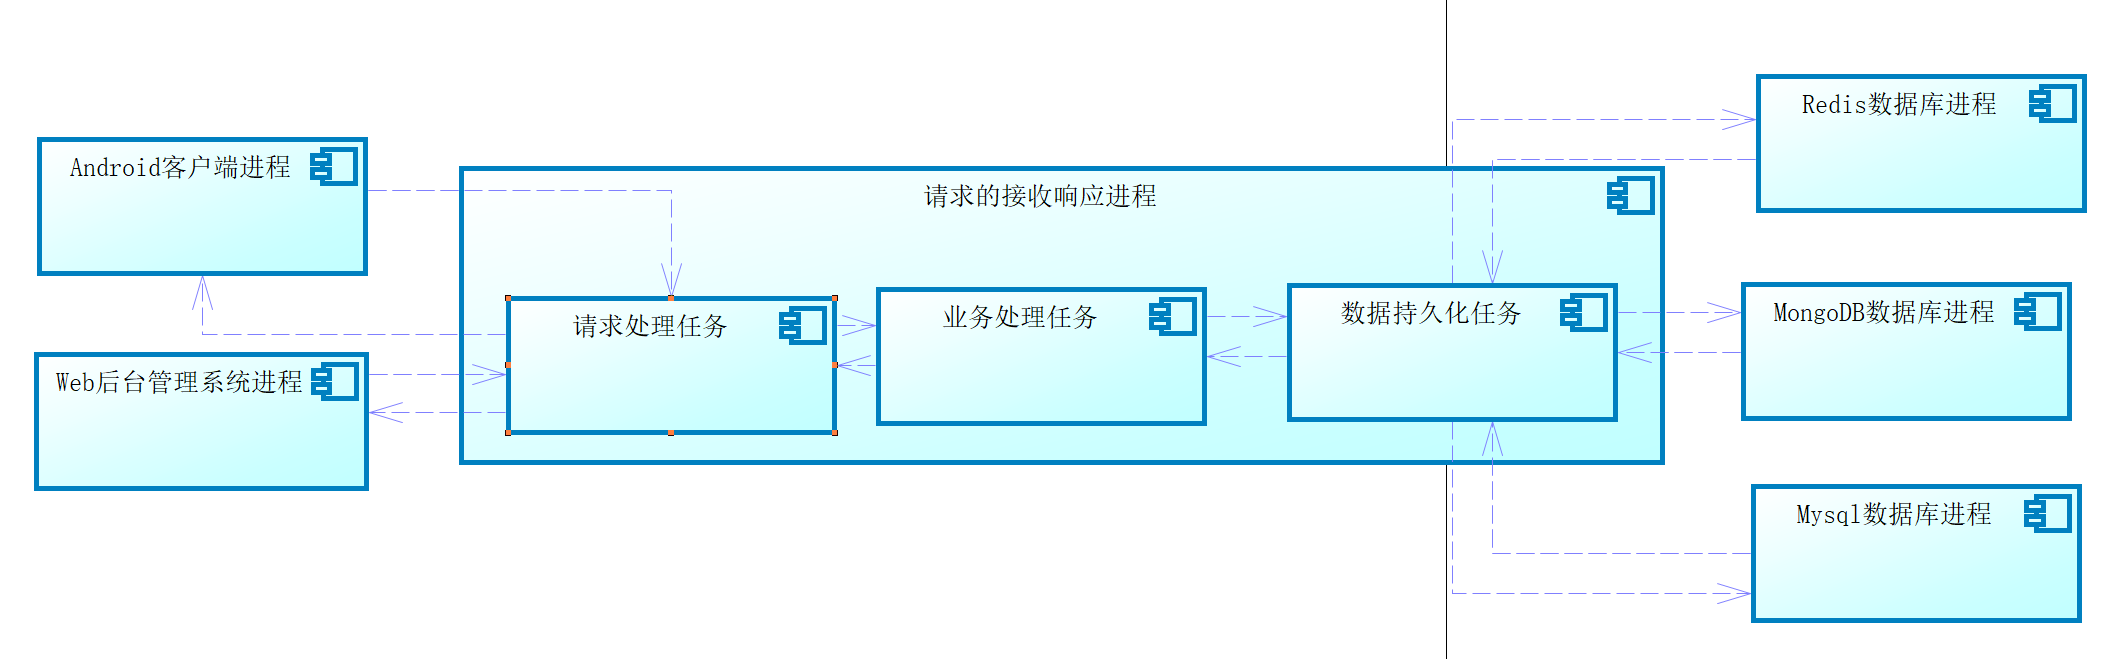 Android客户端进程
Web后台管理系统进程
请求的接收响应进程
请求处理任务
业务处理任务
数据持久化任务
Redis数据库进程
MongoDB数据库进程
Mysql数据库进程